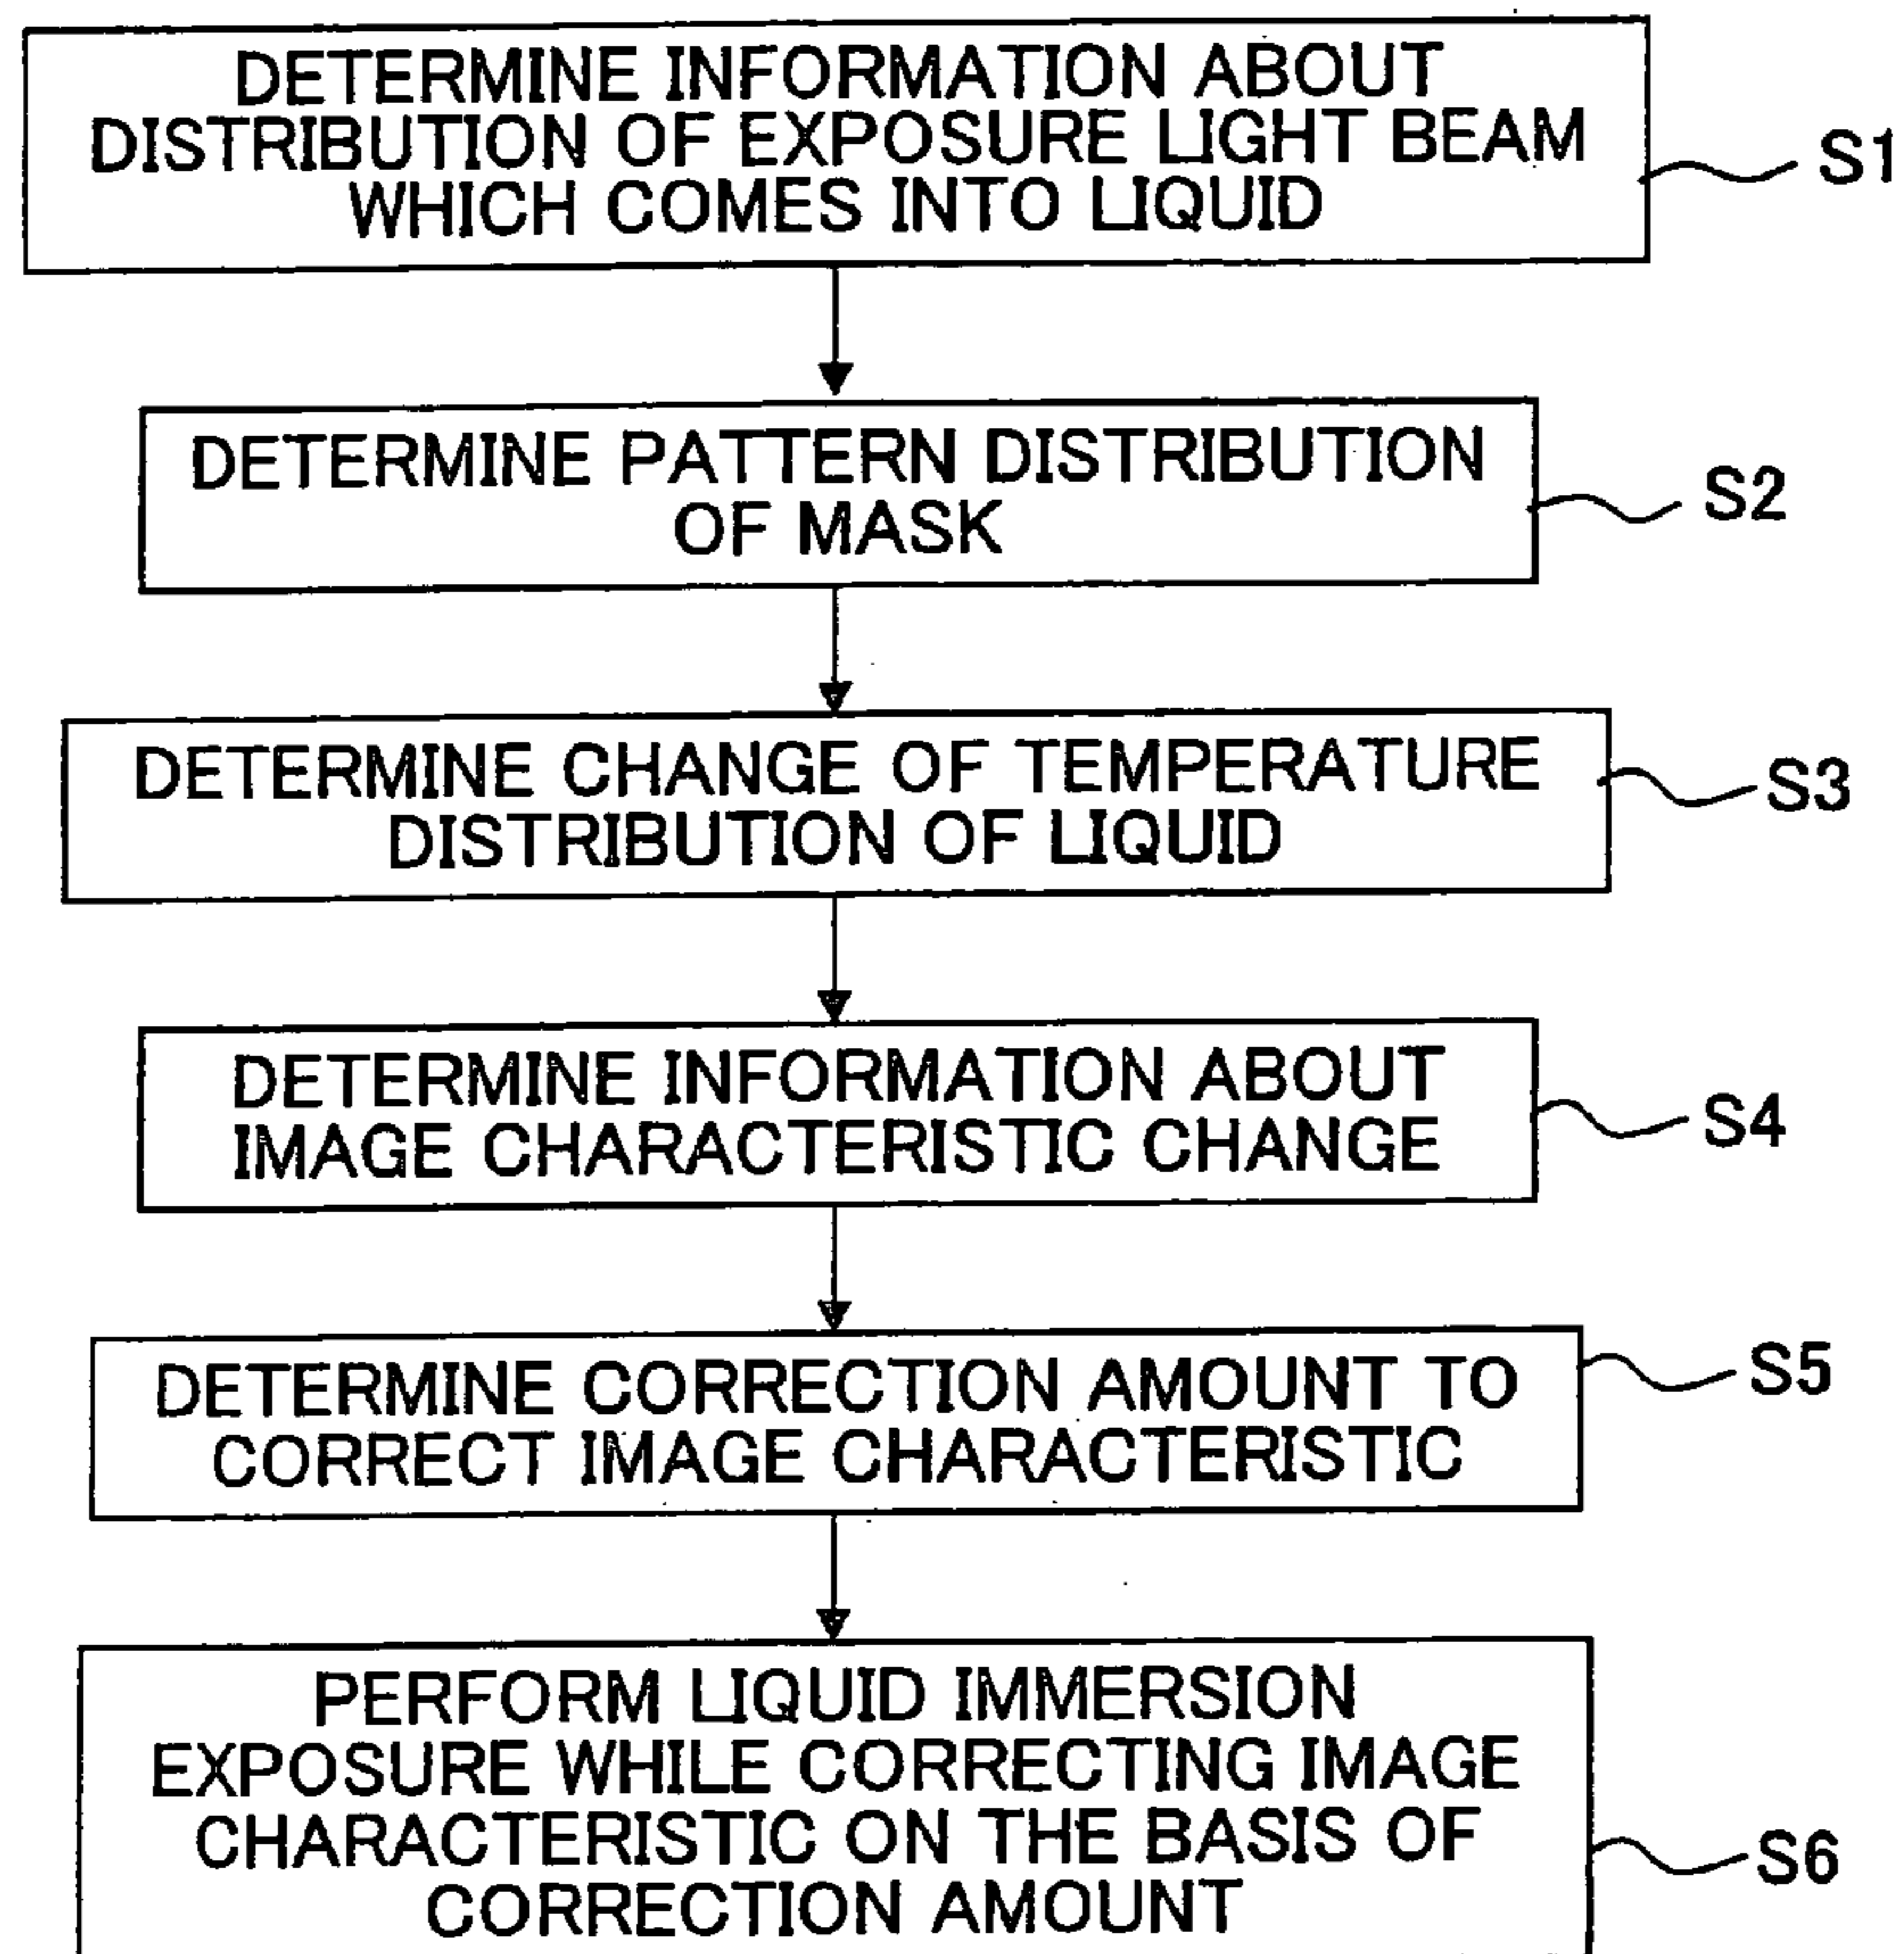 DETERMINE INFORMATION ABOUT
DISTRIBUTION OF EXPOSURE LIGHT BEAM
WHICH COMES INTO LIQUID
S1
DETERMINE PATTERN DISTRIBUTION
OF MASK
S2
DETERMINE CHANGE OF TEMPERATURE
DISTRIBUTION OF LIQUID
S3
DETERMINE INFORMATION ABOUT
IMAGE CHARACTERISTIC CHANGE
S4
DETERMINE CORRECTION AMOUNT TO
CORRECT IMAGE CHARACTERISTIC
S5
PERFORM LIQUID IMMERSION
EXPOSURE WHILE CORRECTING IMAGE
CHARACTERISTIC ON THE BASIS OF
CORRECTION AMOUNT
S6